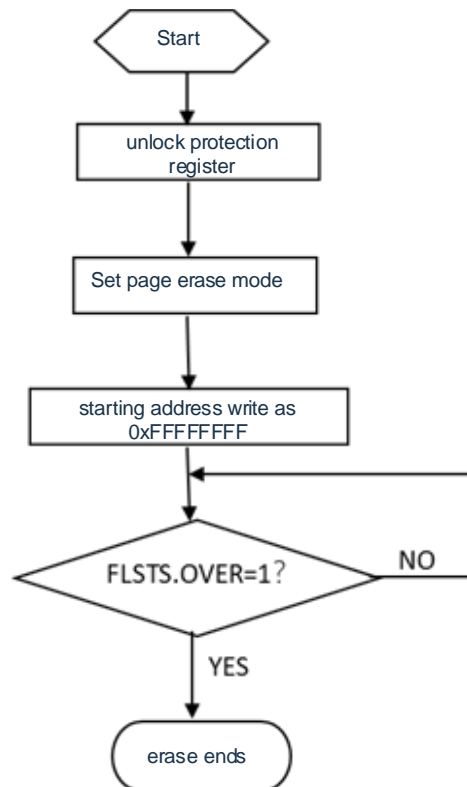 Start
unlock protection
register
Set page erase mode
starting address write as
0xFFFFFFFF
FLSTS.OVER=1?
NO
YES
erase ends